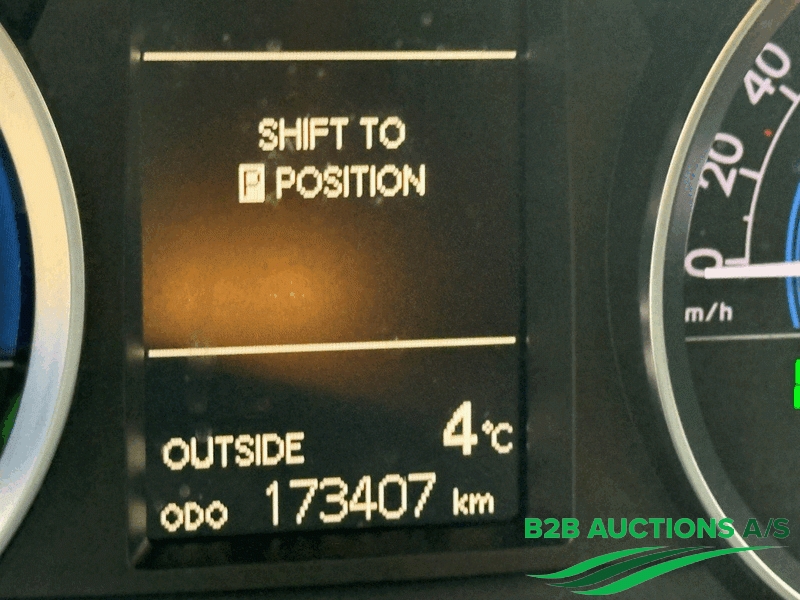 SHIFT TO
P POSITION
40
20
0
m/h
OUTSIDE 4°C
ODO 173407 km
B2B AUCTIONS A/S